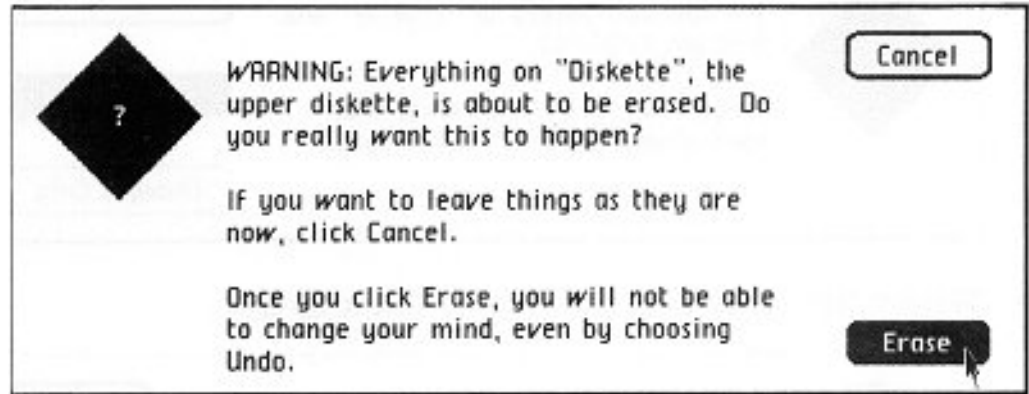 ?
WARNING: Everything on "Diskette", the
upper diskette, is about to be erased. Do
you really want this to happen?
If you want to leave things as they are
now, click Cancel.
Once you click Erase, you will not be able
to change your mind, even by choosing
Undo.
Cancel
Erase